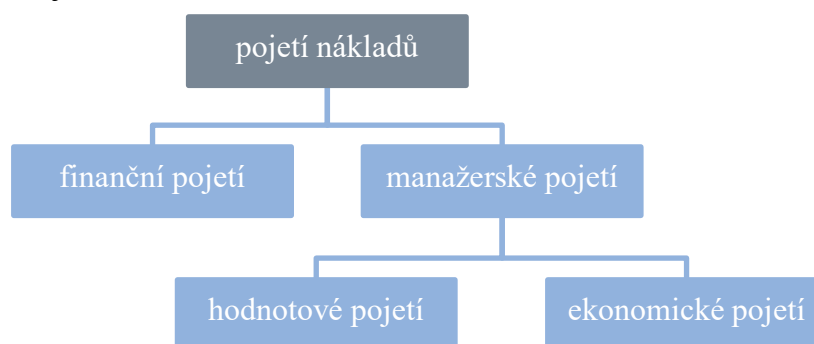 pojetí nákladů
finanční pojetí
manažerské pojetí
hodnotové pojetí
ekonomické pojetí